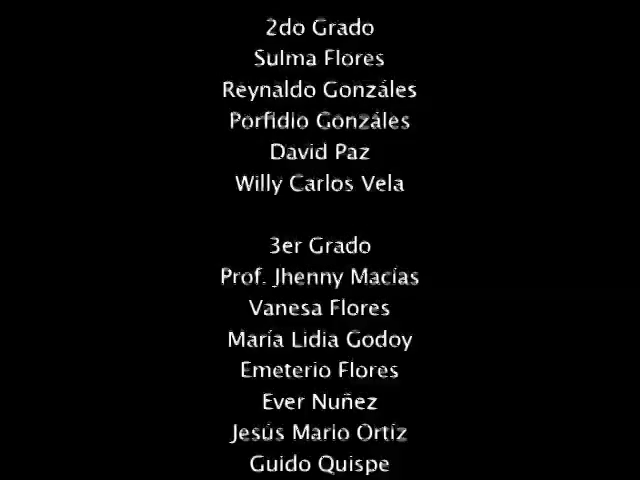 2do Grado
Sulma Flores
Reynaldo Gonzáles
Porfidio Gonzáles
David Paz
Willy Carlos Vela
3er Grado
Prof. Jhenny Macías
Vanesa Flores
María Lidia Godoy
Emeterio Flores
Ever Nuñez
Jesús Mario Ortíz
Guido Quispe